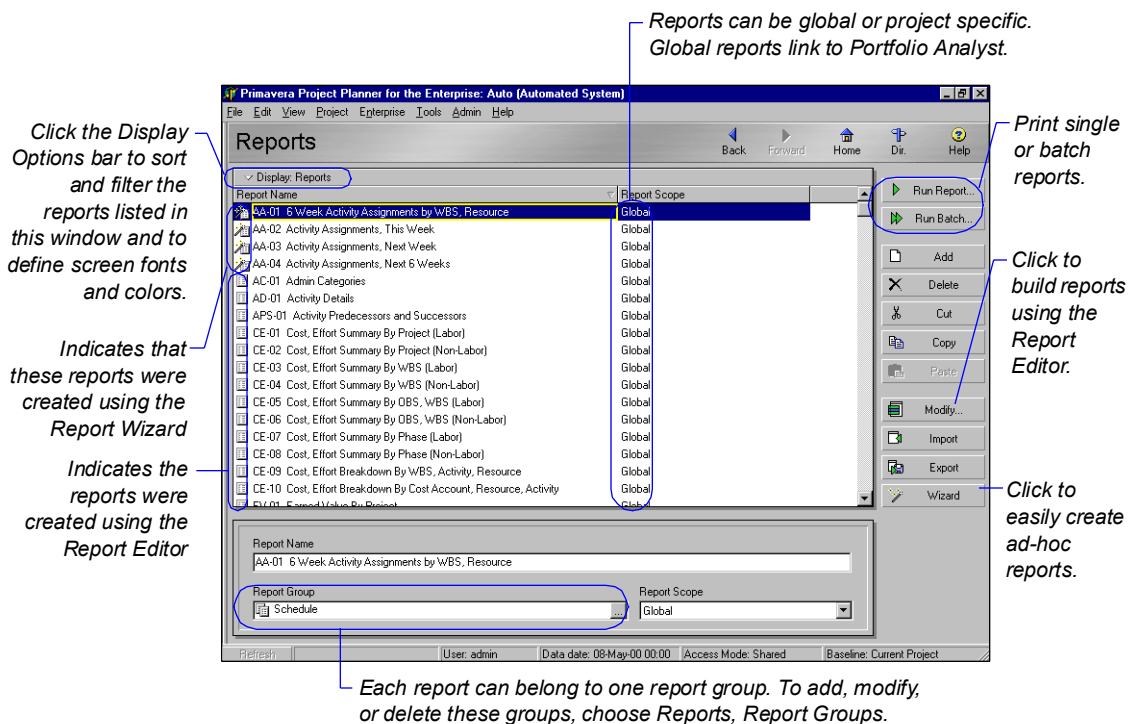 Reports can be global or project specific.
Global reports link to Portfolio Analyst.
Primavera Project Planner for the Enterprise: Auto (Automated System)
File Edit View Project Enterprise Tools Admin Help
Reports
Back Forward Home Dir. Help
Click the Display
Options bar to sort
and filter the
reports listed in
this window and to
define screen fonts
and colors.
Indicates that
these reports were
created using the
Report Wizard
Indicates the
reports were
created using the
Report Editor
Display: Reports
Report Name Report Scope
AA-01 6 Week Activity Assignments by WBS, Resource Global
AA-02 Activity Assignments, This Week Global
AA-03 Activity Assignments, Next Week Global
AA-04 Activity Assignments, Next 6 Weeks Global
AC-01 Admin Categories Global
AD-01 Activity Details Global
APS-01 Activity Predecessors and Successors Global
CE-01 Cost, Effort Summary By Project (Labor) Global
CE-02 Cost, Effort Summary By Project (Non-Labor) Global
CE-03 Cost, Effort Summary By WBS (Labor) Global
CE-04 Cost, Effort Summary By WBS (Non-Labor) Global
CE-05 Cost, Effort Summary By OBS, WBS (Labor) Global
CE-06 Cost, Effort Summary By OBS, WBS (Non-Labor) Global
CE-07 Cost, Effort Summary By Phase (Labor) Global
CE-08 Cost, Effort Summary By Phase (Non-Labor) Global
CE-09 Cost, Effort Breakdown By WBS, Activity, Resource Global
CE-10 Cost, Effort Breakdown By Cost Account, Resource, Activity Global
EV-01 Earned Value By Project Global
Run Report...
Run Batch...
Add
Delete
Cut
Copy
Paste
Modify...
Import
Export
Wizard
Print single
or batch
reports.
Click to
build reports
using the
Report
Editor.
Click to
easily create
ad-hoc
reports.
Report Name
AA-01 6 Week Activity Assignments by WBS, Resource
Report Group Report Scope
Schedule ... Global
Refresh User: admin Data date: 08-May-00 00:00 Access Mode: Shared Baseline: Current Project
Each report can belong to one report group. To add, modify,
or delete these groups, choose Reports, Report Groups.